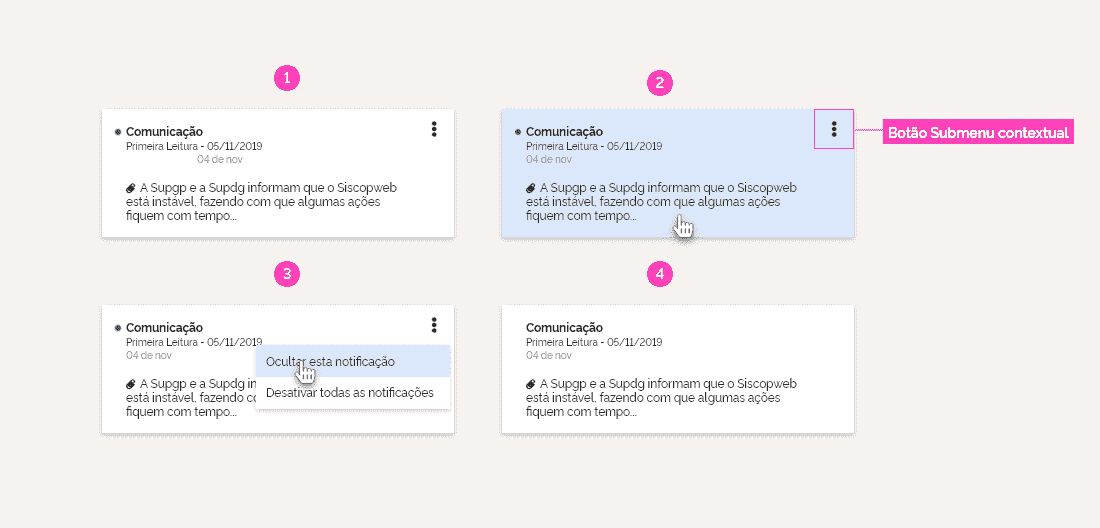 1
Comunicação
Primeira Leitura - 05/11/2019
04 de nov
A Supgp e a Supdg informam que o Siscopweb
está instável, fazendo com que algumas ações
fiquem com tempo...
2
Comunicação
Primeira Leitura - 05/11/2019
04 de nov
A Supgp e a Supdg informam que o Siscopweb
está instável, fazendo com que algumas ações
fiquem com tempo...
Botão Submenu contextual
3
Comunicação
Primeira Leitura - 05/11/2019
04 de nov
A Supgp e a Supdg in
está instável, fazendo co
fiquem com tempo...
Ocultar esta notificação
Desativar todas as notificações
4
Comunicação
Primeira Leitura - 05/11/2019
04 de nov
A Supgp e a Supdg informam que o Siscopweb
está instável, fazendo com que algumas ações
fiquem com tempo...